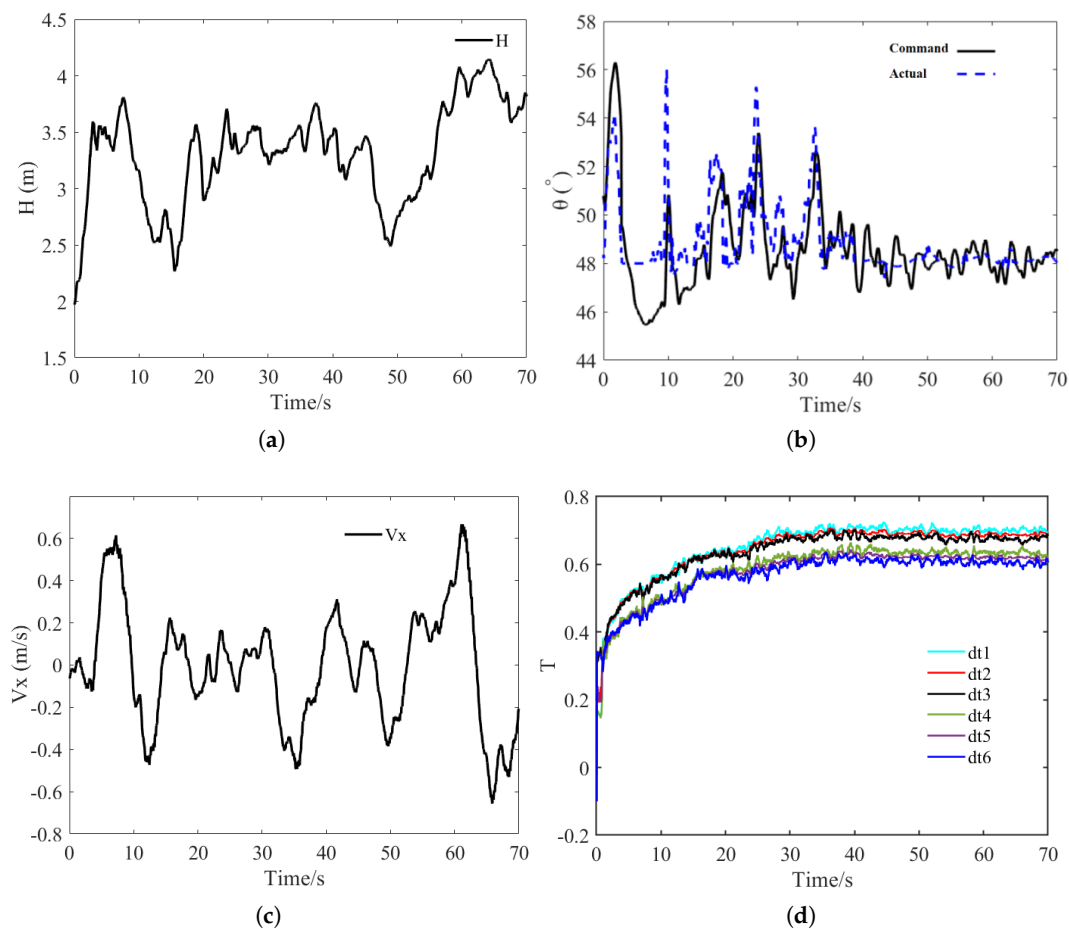 4.5
4
3.5
3
2.5
2
1.5
H (m)
H
0 10 20 30 40 50 60 70
Time/s
(a)
58
56
54
52
50
48
46
44
θ (°)
Command
Actual
0 10 20 30 40 50 60 70
Time/s
(b)
0.6
0.4
0.2
0
-0.2
-0.4
-0.6
-0.8
Vx (m/s)
Vx
0 10 20 30 40 50 60 70
Time/s
(c)
0.8
0.6
0.4
0.2
0
-0.2
T
dt1
dt2
dt3
dt4
dt5
dt6
0 10 20 30 40 50 60 70
Time/s
(d)